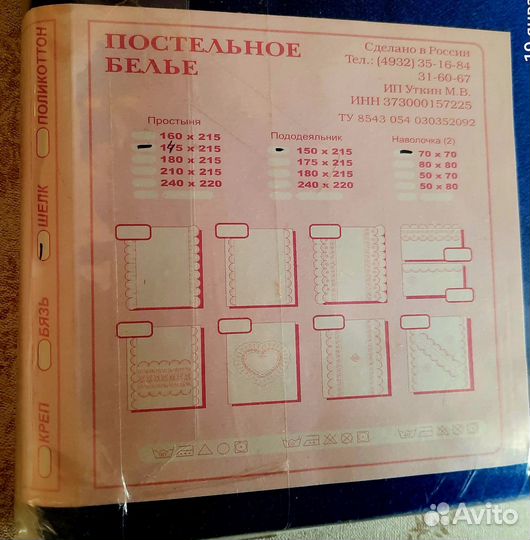 ПОСТЕЛЬНОЕ
БЕЛЬЕ
Сделано в России
Тел.: (4932) 35-16-84
31-60-67
ИП Уткин М.В.
ИНН 373000157225
ТУ 8543 054 030352092
Простыня
160 x 215
145 x 215
180 x 215
210 x 215
240 x 220
Пододеяльник
150 x 215
175 x 215
180 x 215
240 x 220
Наволочка (2)
70 x 70
80 x 80
50 x 70
50 x 80
ПОЛИКОТТОН
ШЕЛК
БЯЗЬ
КРЕП
Avito